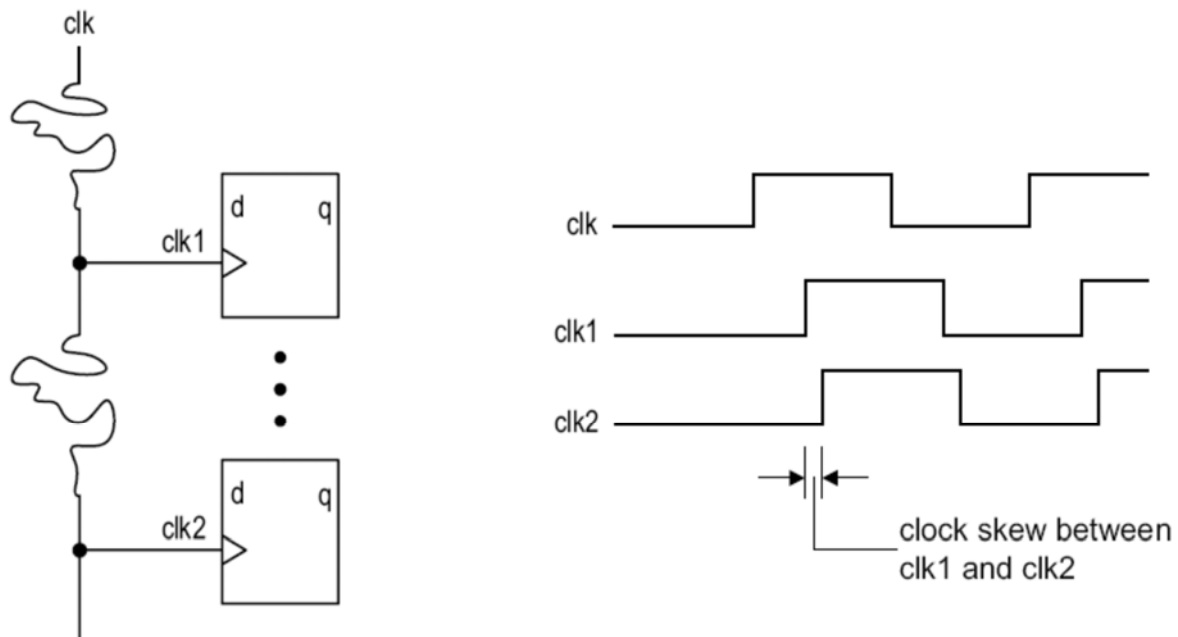 clk
d q
clk1
d q
clk2
clk
clk1
clk2
clock skew between
clk1 and clk2